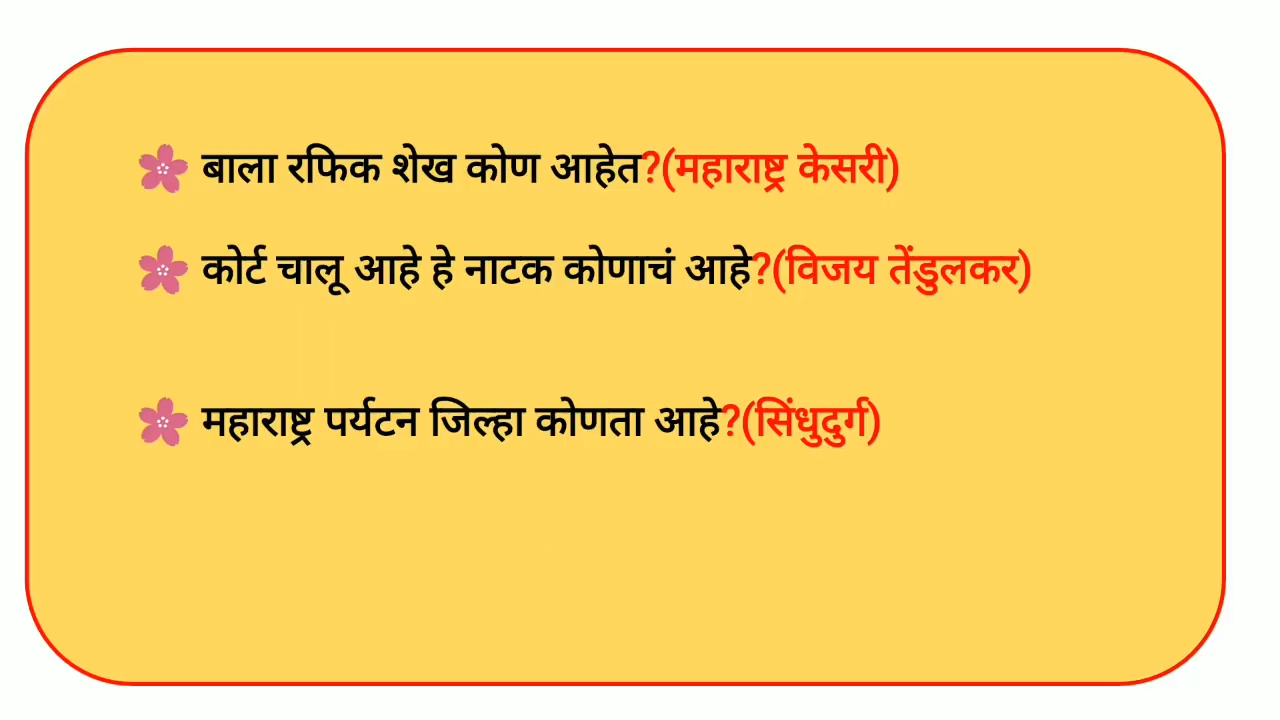 🌸 बाला रफिक शेख कोण आहेत?(महाराष्ट्र केसरी)
🌸 कोर्ट चालू आहे हे नाटक कोणाचं आहे?(विजय तेंडुलकर)
🌸 महाराष्ट्र पर्यटन जिल्हा कोणता आहे?(सिंधुदुर्ग)